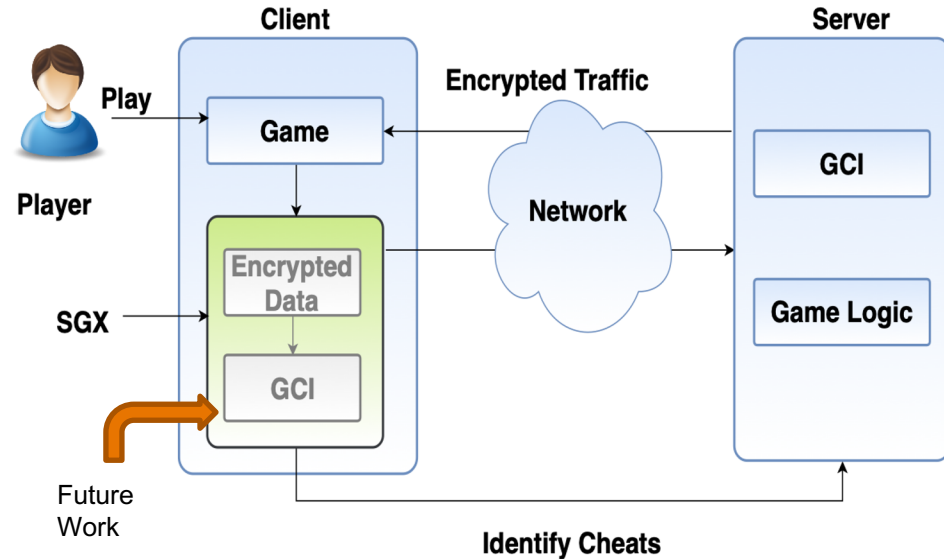 Client
Server
Play
Encrypted Traffic
Game
GCI
Player
Network
Encrypted
Data
SGX
Game Logic
GCI
Future
Work
Identify Cheats